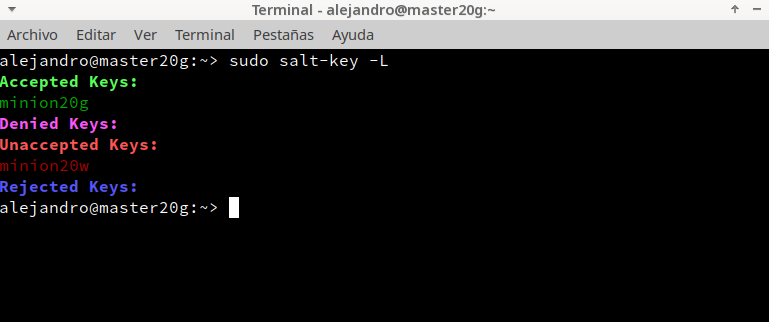 Terminal - alejandro@master20g:~
Archivo Editar Ver Terminal Pestañas Ayuda
alejandro@master20g:~> sudo salt-key -L
Accepted Keys:
minion20g
Denied Keys:
Unaccepted Keys:
minion20w
Rejected Keys:
alejandro@master20g:~>